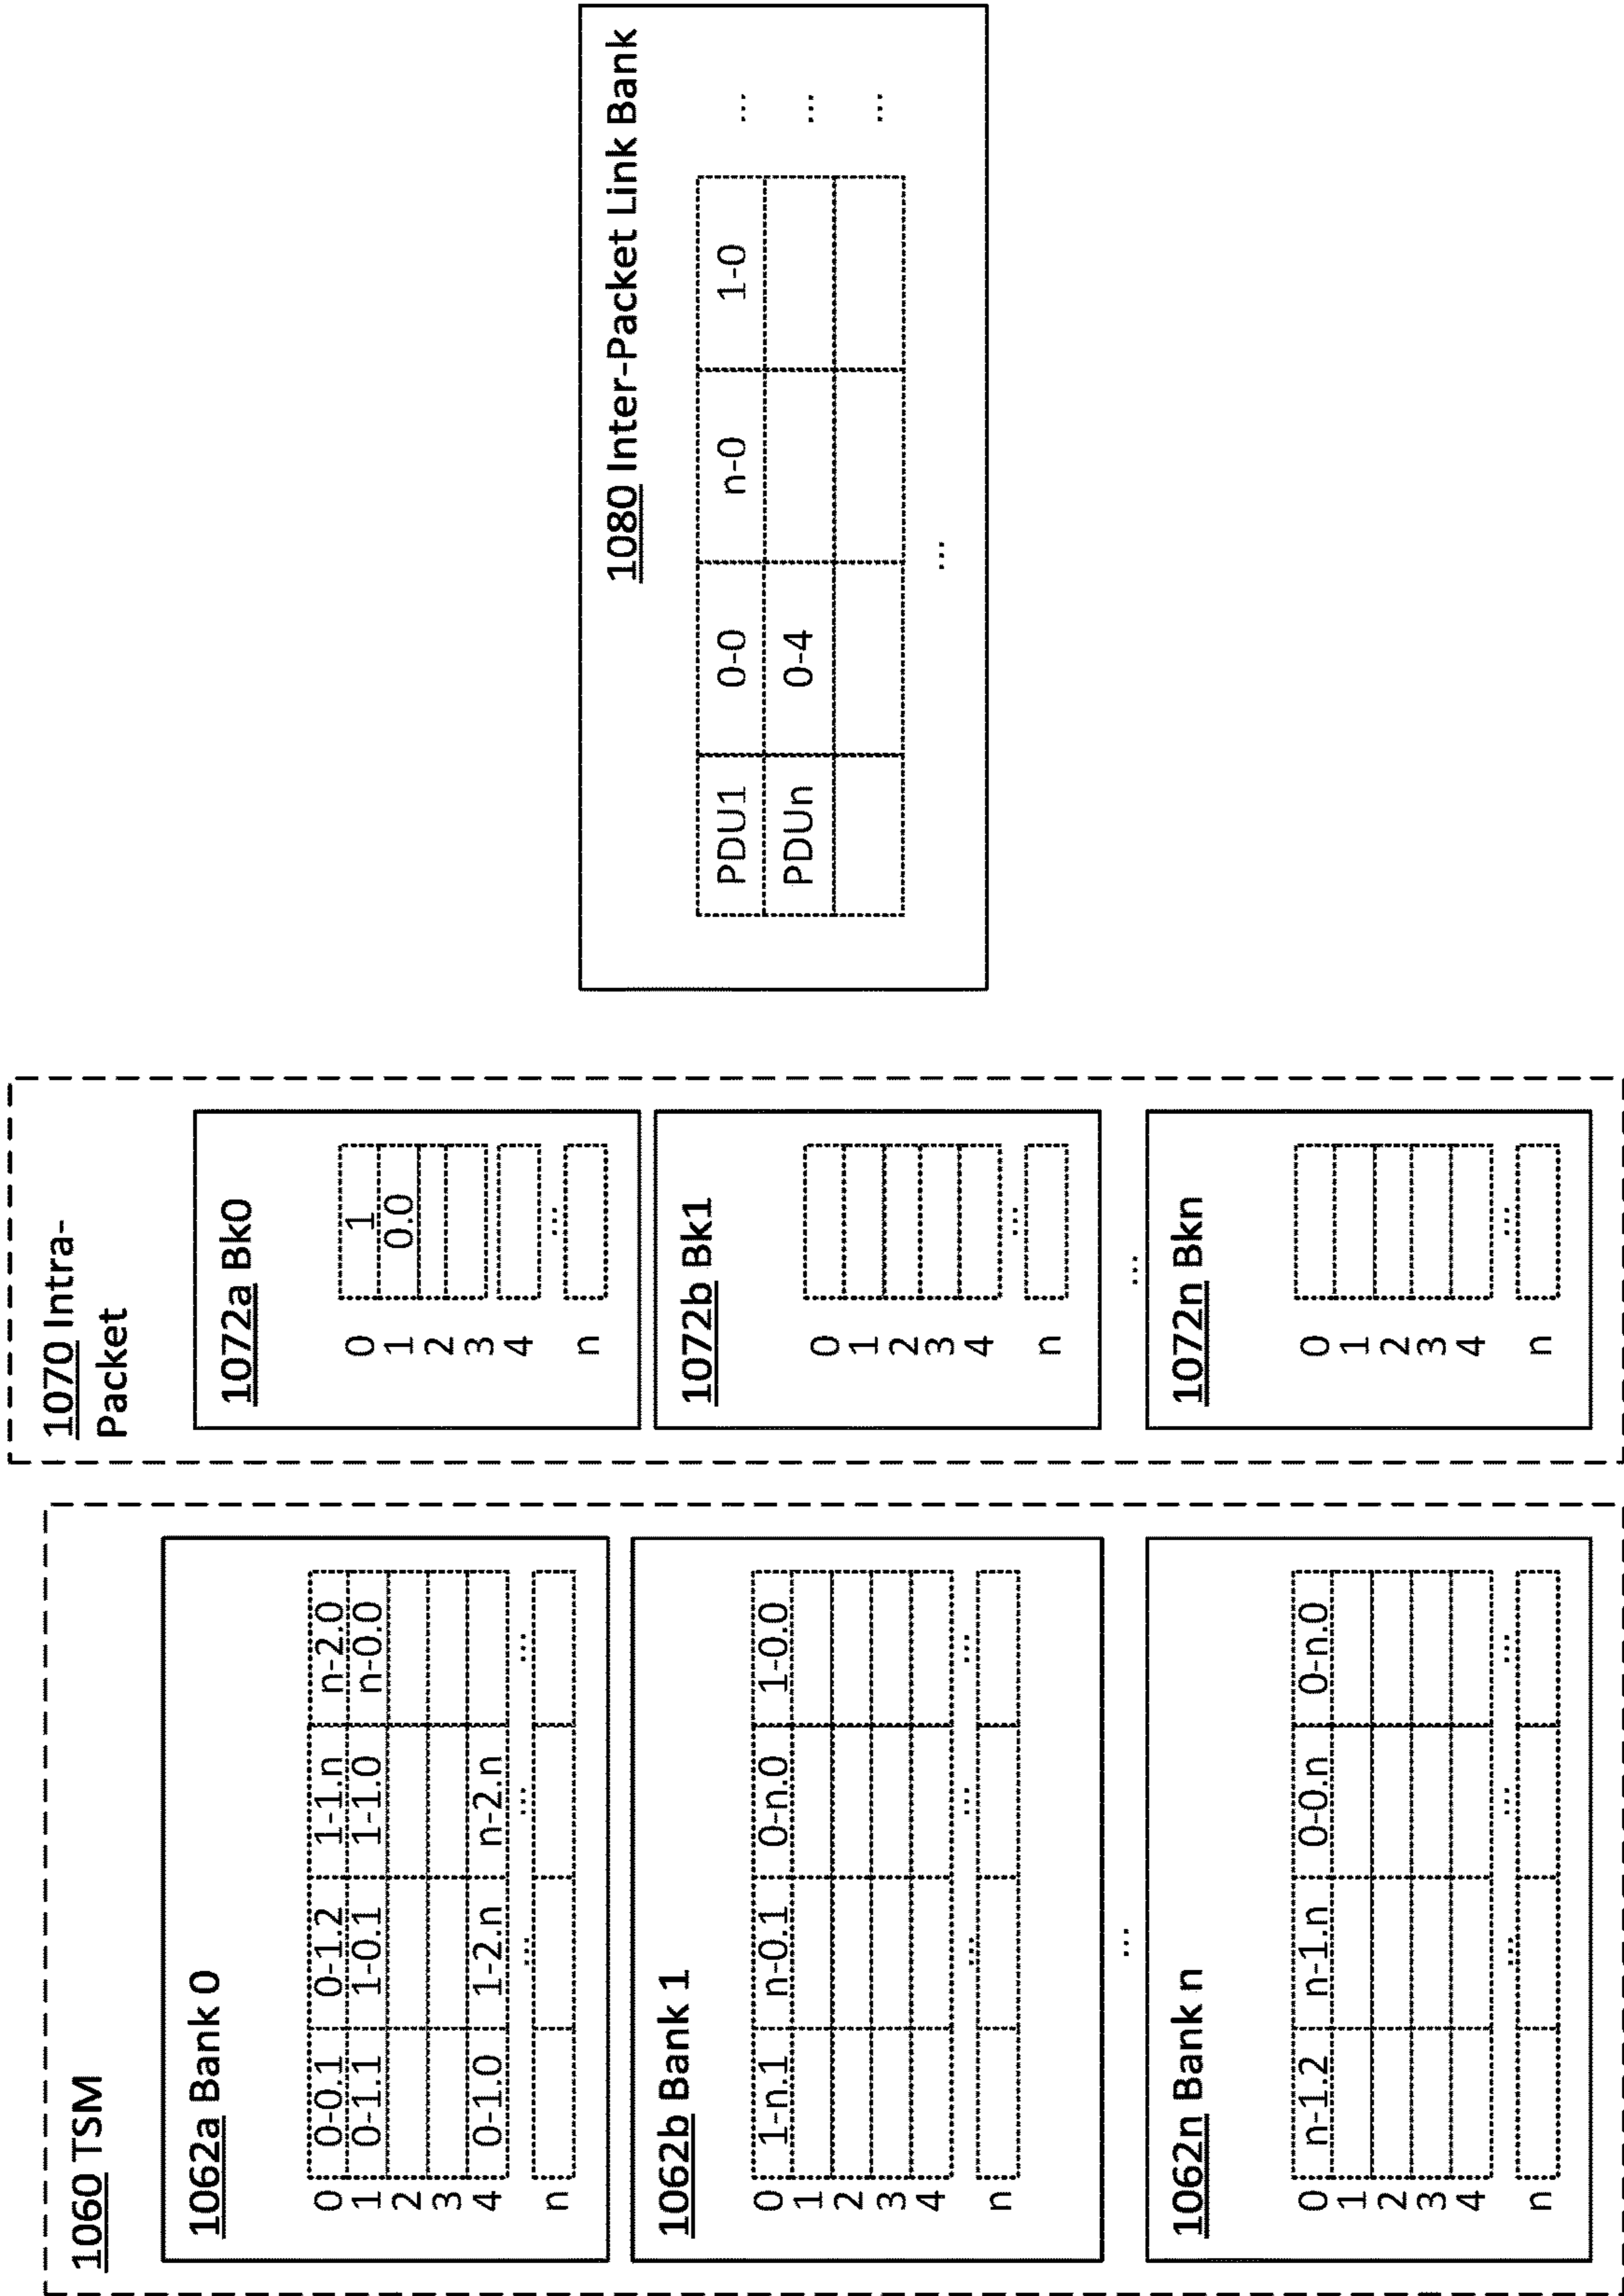 1060 TSM
1062a Bank 0
0 0-0.1 0-1.2 1-1.n n-2.0
1 0-1.1 1-0.1 1-1.0 n-0.0
2
3
4 0-1.0 1-2.n n-2.n
... ... ...
n
1062b Bank 1
0 1-n.1 n-0.1 0-n.0 1-0.0
1
2
3
4
... ... ...
n
...
1062n Bank n
0 n-1.2 n-1.n 0-0.n 0-n.0
1
2
3
4
... ... ...
n
1070 Intra-
Packet
1072a Bk0
0 1
1 0.0
2
3
4
...
n
1072b Bk1
0
1
2
3
4
...
n
...
1072n Bkn
0
1
2
3
4
...
n
1080 Inter-Packet Link Bank
PDU1 0-0 n-0 1-0 ...
PDUn 0-4 ...
...
...